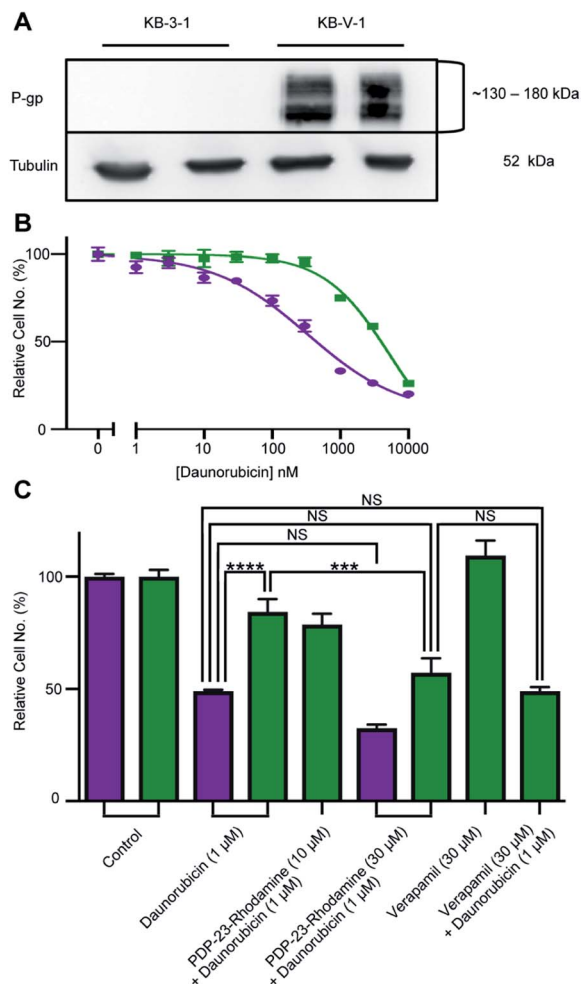 A
KB-3-1
KB-V-1
P-gp
~130 – 180 kDa
Tubulin
52 kDa
B
Relative Cell No. (%)
100
50
0
0
1
10
100
1000
10000
[Daunorubicin] nM
C
NS
NS
NS
NS
****
***
Relative Cell No. (%)
100
50
0
Control
Daunorubicin (1 μM)
PDP-23-Rhodamine (10 μM)
+ Daunorubicin (1 μM)
PDP-23-Rhodamine (30 μM)
+ Daunorubicin (1 μM)
Verapamil (30 μM)
Verapamil (30 μM)
+ Daunorubicin (1 μM)